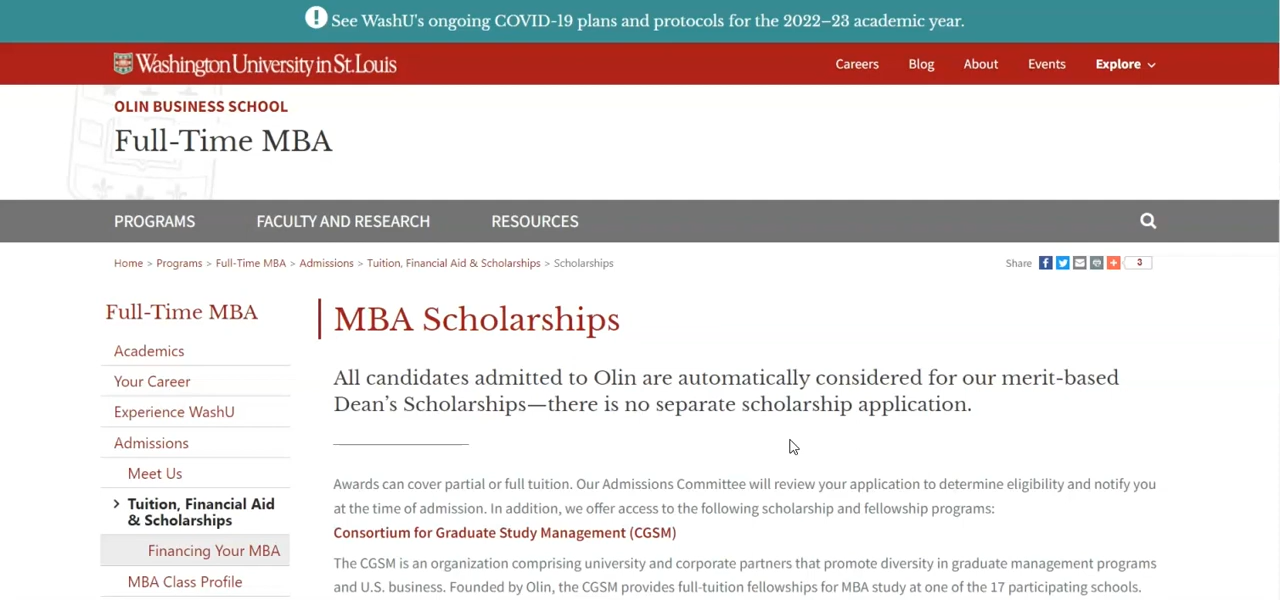 See WashU's ongoing COVID-19 plans and protocols for the 2022–23 academic year.
Washington University in St. Louis
Careers Blog About Events Explore
OLIN BUSINESS SCHOOL
Full-Time MBA
PROGRAMS FACULTY AND RESEARCH RESOURCES
Home > Programs > Full-Time MBA > Admissions > Tuition, Financial Aid & Scholarships > Scholarships
Share 3
Full-Time MBA
Academics
Your Career
Experience WashU
Admissions
Meet Us
Tuition, Financial Aid
& Scholarships
Financing Your MBA
MBA Class Profile
MBA Scholarships
All candidates admitted to Olin are automatically considered for our merit-based
Dean’s Scholarships—there is no separate scholarship application.
Awards can cover partial or full tuition. Our Admissions Committee will review your application to determine eligibility and notify you
at the time of admission. In addition, we offer access to the following scholarship and fellowship programs:
Consortium for Graduate Study Management (CGSM)
The CGSM is an organization comprising university and corporate partners that promote diversity in graduate management programs
and U.S. business. Founded by Olin, the CGSM provides full-tuition fellowships for MBA study at one of the 17 participating schools.